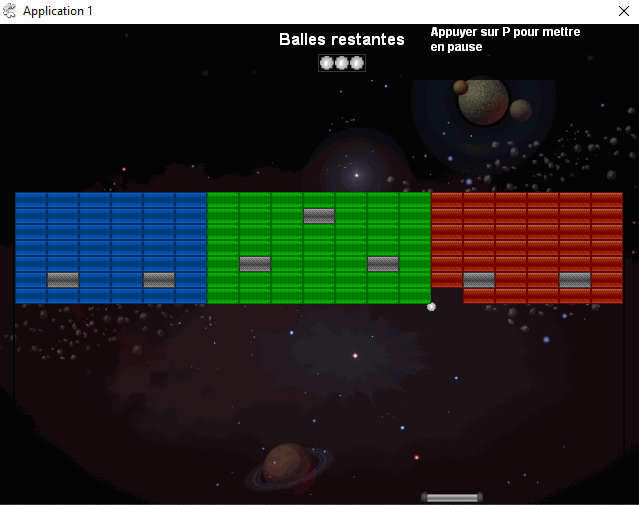 Application 1
Balles restantes
Appuyer sur P pour mettre
en pause